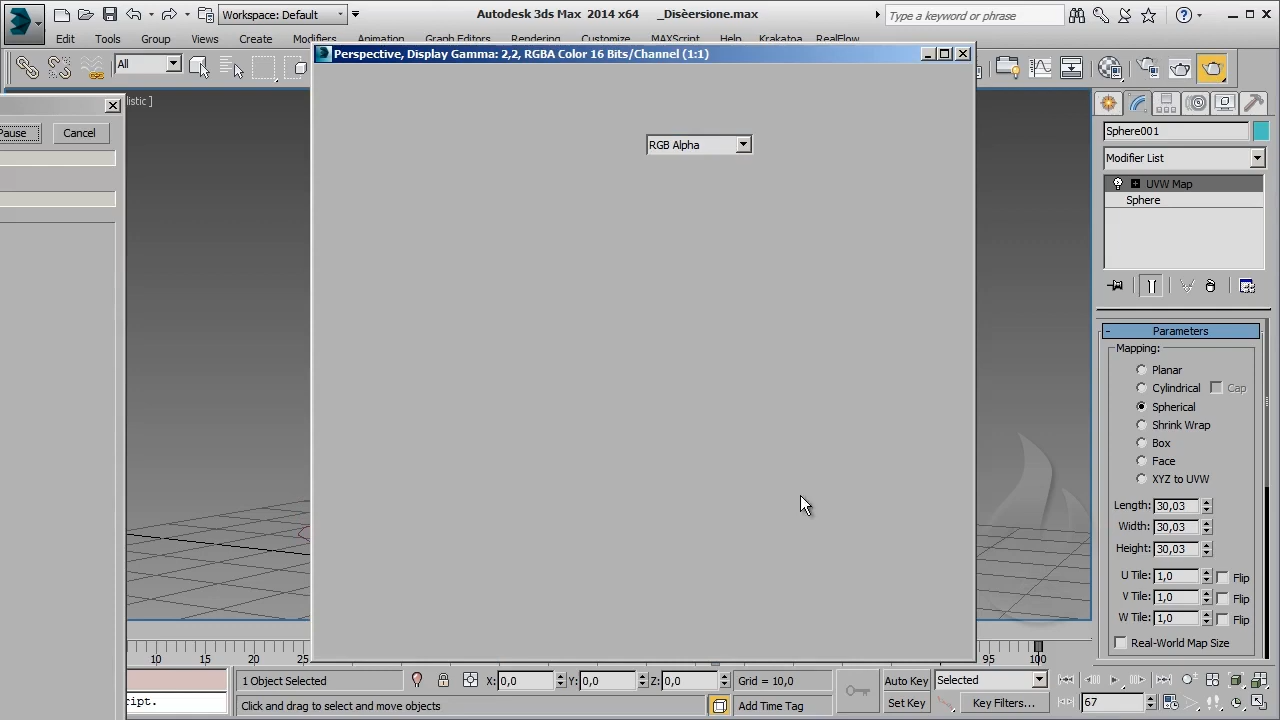 Workspace: Default
Autodesk 3ds Max 2014 x64 _Disèersione.max
Type a keyword or phrase
Edit Tools Group Views Create Modifiers Animation Graph Editors Rendering Customize MAXScript Help Krakatoa RealFlow
All
Perspective, Display Gamma: 2,2, RGBA Color 16 Bits/Channel (1:1)
listic ]
Pause Cancel
RGB Alpha
Sphere001
Modifier List
UVW Map
Sphere
- Parameters
Mapping:
Planar
Cylindrical Cap
Spherical
Shrink Wrap
Box
Face
XYZ to UVW
Length: 30,03
Width: 30,03
Height: 30,03
U Tile: 1,0 Flip
V Tile: 1,0 Flip
W Tile: 1,0 Flip
Real-World Map Size
10 15 20 25 95 100
1 Object Selected X: 0,0 Y: 0,0 Z: 0,0 Grid = 10,0 Auto Key Selected
ript. Click and drag to select and move objects Add Time Tag Set Key Key Filters... 67